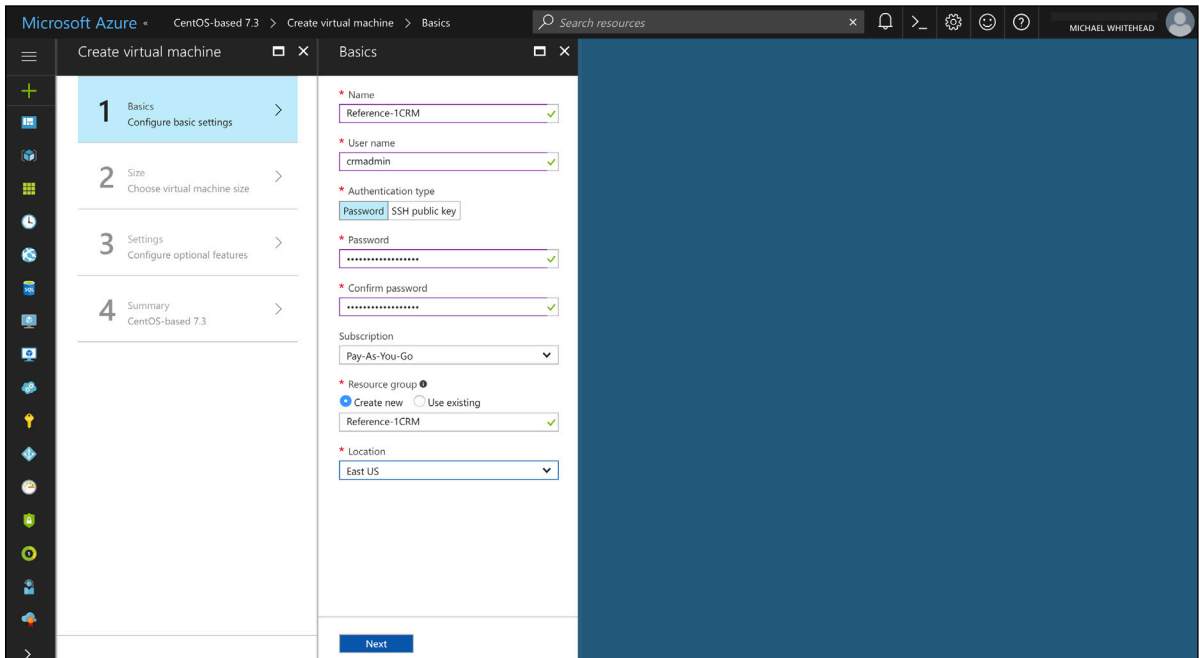 Microsoft Azure « CentOS-based 7.3 > Create virtual machine > Basics Search resources MICHAEL WHITEHEAD
Create virtual machine
1 Basics
Configure basic settings
2 Size
Choose virtual machine size
3 Settings
Configure optional features
4 Summary
CentOS-based 7.3
Basics
* Name
Reference-1CRM
* User name
crmadmin
* Authentication type
Password SSH public key
* Password
••••••••••••••••••
* Confirm password
••••••••••••••••••
Subscription
Pay-As-You-Go
* Resource group
Create new Use existing
Reference-1CRM
* Location
East US
Next